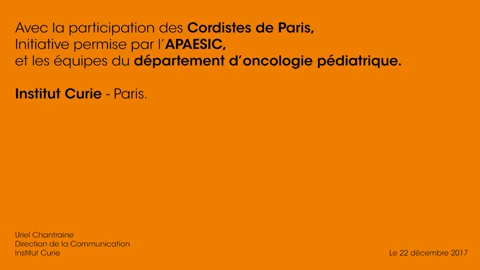 Avec la participation des Cordistes de Paris,
Initiative permise par l'APAESIC,
et les équipes du département d'oncologie pédiatrique.
Institut Curie - Paris.
Uriel Chantraine
Direction de la Communication
Institut Curie
Le 22 décembre 2017